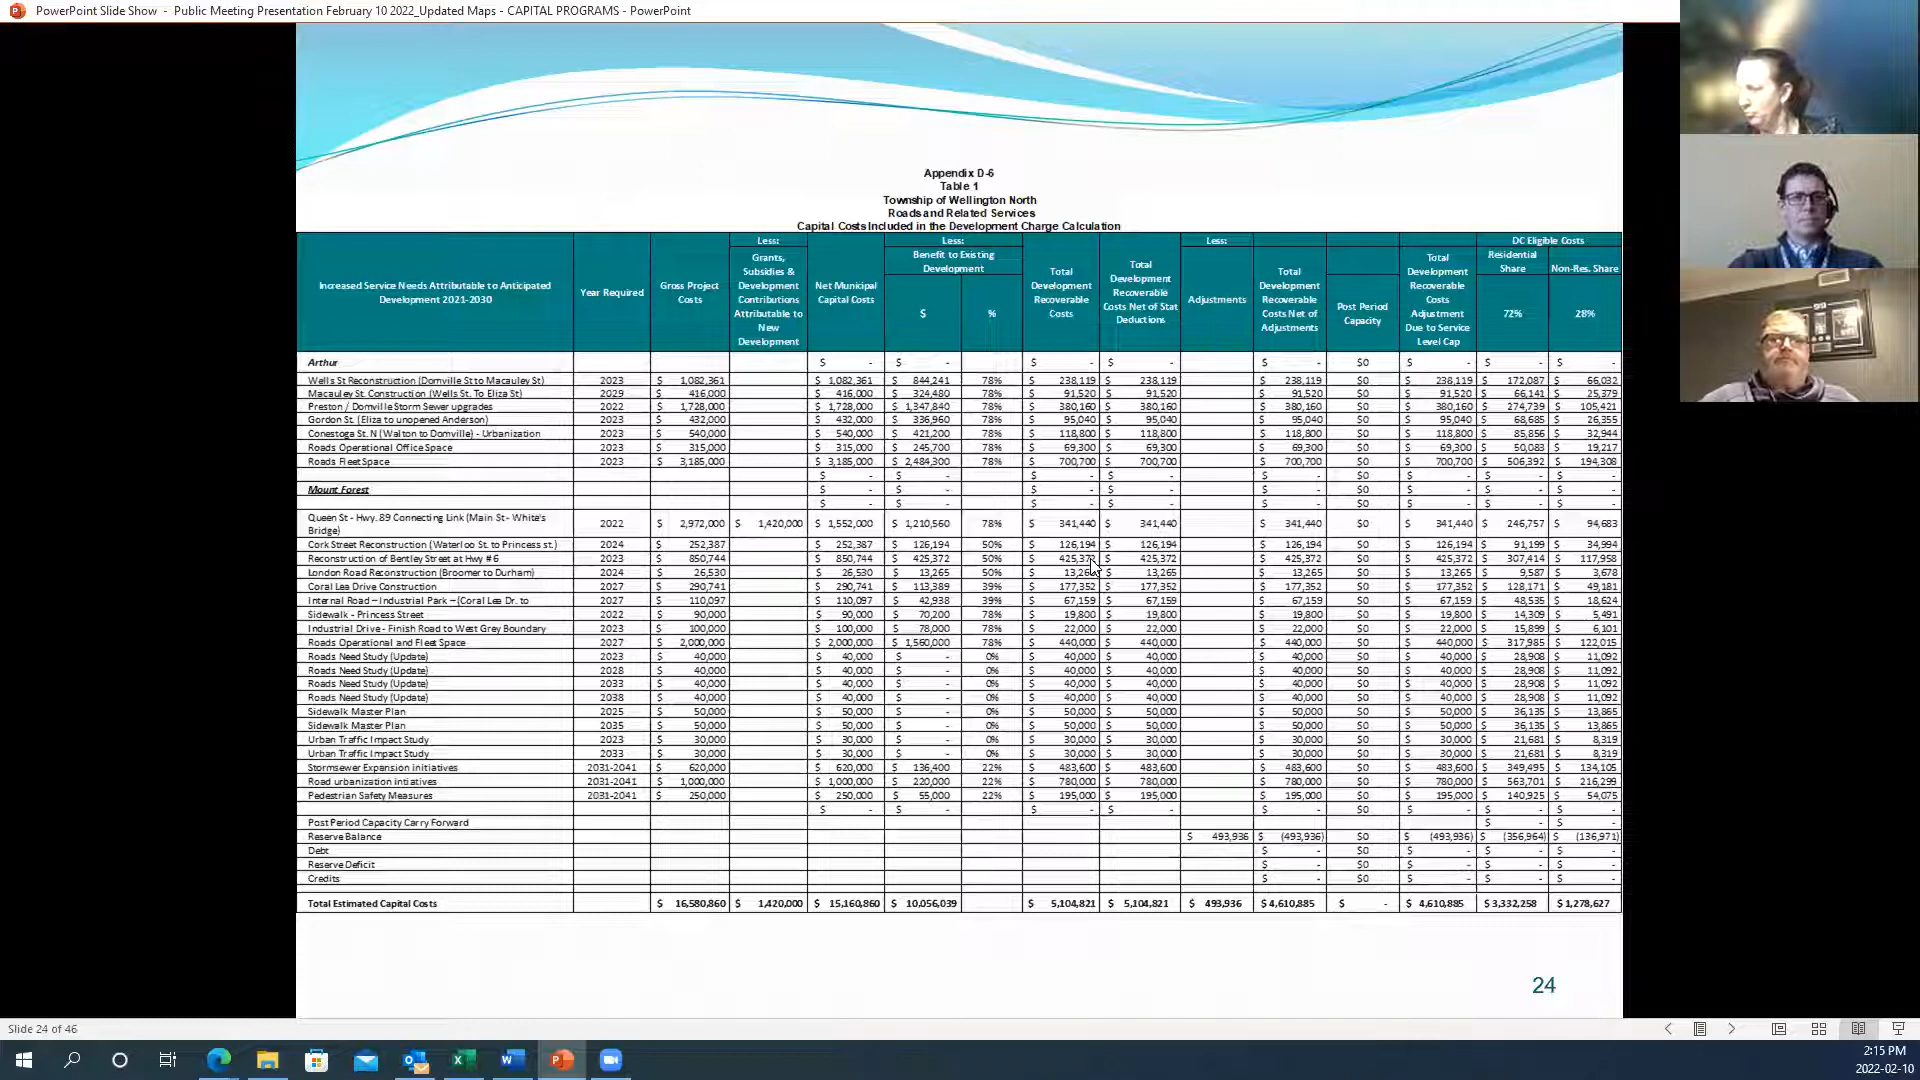 PowerPoint Slide Show - Public Meeting Presentation February 10 2022_Updated Maps - CAPITAL PROGRAMS - PowerPoint
Appendix D-6
Table 1
Township of Wellington North
Roads and Related Services
Capital Costs Included in the Development Charge Calculation
Increased Service Needs Attributable to Anticipated Development 2021-2030
Year Required
Gross Project Costs
Less:
Grants, Subsidies & Development Contributions Attributable to New Development
Net Municipal Capital Costs
Less:
Benefit to Existing Development
$ %
Total Development Recoverable Costs
Total Development Recoverable Costs Net of Stat Deductions
Less:
Adjustments
Total Development Recoverable Costs Net of Adjustments
Post Period Capacity
Total Development Recoverable Costs Adjustment Due to Service Level Cap
DC Eligible Costs
Residential Share Non-Res. Share
72% 28%
Arthur $ - $ - $ - $ - $ - $0 $ - $ - $ -
Wells St Reconstruction (Domville St to Macauley St) 2023 $ 1,082,361 $ 1,082,361 $ 844,241 78% $ 238,119 $ 238,119 $ 238,119 $0 $ 238,119 $ 172,087 $ 66,032
Macauley St. Construction (Wells St. To Eliza St) 2029 $ 416,000 $ 416,000 $ 324,480 78% $ 91,520 $ 91,520 $ 91,520 $0 $ 91,520 $ 66,141 $ 25,379
Preston / Domville Storm Sewer upgrades 2022 $ 1,728,000 $ 1,728,000 $ 1,347,840 78% $ 380,160 $ 380,160 $ 380,160 $0 $ 380,160 $ 274,739 $ 105,421
Gordon St. (Eliza to unopened Anderson) 2023 $ 432,000 $ 432,000 $ 336,960 78% $ 95,040 $ 95,040 $ 95,040 $0 $ 95,040 $ 68,685 $ 26,355
Conestoga St. N (Walton to Domville) - Urbanization 2023 $ 540,000 $ 540,000 $ 421,200 78% $ 118,800 $ 118,800 $ 118,800 $0 $ 118,800 $ 85,856 $ 32,944
Roads Operational Office Space 2023 $ 315,000 $ 315,000 $ 245,700 78% $ 69,300 $ 69,300 $ 69,300 $0 $ 69,300 $ 50,083 $ 19,217
Roads Fleet Space 2023 $ 3,185,000 $ 3,185,000 $ 2,484,300 78% $ 700,700 $ 700,700 $ 700,700 $0 $ 700,700 $ 506,392 $ 194,308
$ - $ - $ - $ - $ - $0 $ - $ - $ -
Mount Forest $ - $ - $ - $ - $ - $0 $ - $ - $ -
$ - $ - $ - $ - $ - $0 $ - $ - $ -
Queen St - Hwy. 89 Connecting Link (Main St - White's Bridge) 2022 $ 2,972,000 $ 1,420,000 $ 1,552,000 $ 1,210,560 78% $ 341,440 $ 341,440 $ 341,440 $0 $ 341,440 $ 246,757 $ 94,683
Cork Street Reconstruction (Waterloo St. to Princess st.) 2024 $ 252,387 $ 252,387 $ 126,194 50% $ 126,194 $ 126,194 $ 126,194 $0 $ 126,194 $ 91,199 $ 34,994
Reconstruction of Bentley Street at Hwy #6 2023 $ 850,744 $ 850,744 $ 425,372 50% $ 425,372 $ 425,372 $ 425,372 $0 $ 425,372 $ 307,414 $ 117,958
London Road Reconstruction (Broomer to Durham) 2024 $ 26,530 $ 26,530 $ 13,265 50% $ 13,265 $ 13,265 $ 13,265 $0 $ 13,265 $ 9,587 $ 3,678
Coral Lea Drive Construction 2027 $ 290,741 $ 290,741 $ 113,389 39% $ 177,352 $ 177,352 $ 177,352 $0 $ 177,352 $ 128,171 $ 49,181
Internal Road – Industrial Park – (Coral Lea Dr. to 2027 $ 110,097 $ 110,097 $ 42,938 39% $ 67,159 $ 67,159 $ 67,159 $0 $ 67,159 $ 48,535 $ 18,624
Sidewalk - Princess Street 2022 $ 90,000 $ 90,000 $ 70,200 78% $ 19,800 $ 19,800 $ 19,800 $0 $ 19,800 $ 14,309 $ 5,491
Industrial Drive - Finish Road to West Grey Boundary 2023 $ 100,000 $ 100,000 $ 78,000 78% $ 22,000 $ 22,000 $ 22,000 $0 $ 22,000 $ 15,899 $ 6,101
Roads Operational and Fleet Space 2027 $ 2,000,000 $ 2,000,000 $ 1,560,000 78% $ 440,000 $ 440,000 $ 440,000 $0 $ 440,000 $ 317,985 $ 122,015
Roads Need Study (Update) 2023 $ 40,000 $ 40,000 $ - 0% $ 40,000 $ 40,000 $ 40,000 $0 $ 40,000 $ 28,908 $ 11,092
Roads Need Study (Update) 2028 $ 40,000 $ 40,000 $ - 0% $ 40,000 $ 40,000 $ 40,000 $0 $ 40,000 $ 28,908 $ 11,092
Roads Need Study (Update) 2033 $ 40,000 $ 40,000 $ - 0% $ 40,000 $ 40,000 $ 40,000 $0 $ 40,000 $ 28,908 $ 11,092
Roads Need Study (Update) 2038 $ 40,000 $ 40,000 $ - 0% $ 40,000 $ 40,000 $ 40,000 $0 $ 40,000 $ 28,908 $ 11,092
Sidewalk Master Plan 2025 $ 50,000 $ 50,000 $ - 0% $ 50,000 $ 50,000 $ 50,000 $0 $ 50,000 $ 36,135 $ 13,865
Sidewalk Master Plan 2035 $ 50,000 $ 50,000 $ - 0% $ 50,000 $ 50,000 $ 50,000 $0 $ 50,000 $ 36,135 $ 13,865
Urban Traffic Impact Study 2023 $ 30,000 $ 30,000 $ - 0% $ 30,000 $ 30,000 $ 30,000 $0 $ 30,000 $ 21,681 $ 8,319
Urban Traffic Impact Study 2033 $ 30,000 $ 30,000 $ - 0% $ 30,000 $ 30,000 $ 30,000 $0 $ 30,000 $ 21,681 $ 8,319
Stormsewer Expansion initiatives 2031-2041 $ 620,000 $ 620,000 $ 136,400 22% $ 483,600 $ 483,600 $ 483,600 $0 $ 483,600 $ 349,495 $ 134,105
Road urbanization intiatives 2031-2041 $ 1,000,000 $ 1,000,000 $ 220,000 22% $ 780,000 $ 780,000 $ 780,000 $0 $ 780,000 $ 563,701 $ 216,299
Pedestrian Safety Measures 2031-2041 $ 250,000 $ 250,000 $ 55,000 22% $ 195,000 $ 195,000 $ 195,000 $0 $ 195,000 $ 140,925 $ 54,075
$ - $ - $ - $ - $ - $0 $ - $ - $ -
Post Period Capacity Carry Forward $ - $ -
Reserve Balance $ 493,936 $ (493,936) $0 $ (493,936) $ (356,964) $ (136,971)
Debt $ - $0 $ - $ - $ -
Reserve Deficit $ - $0 $ - $ - $ -
Credits $ - $0 $ - $ - $ -
Total Estimated Capital Costs $ 16,580,860 $ 1,420,000 $ 15,160,860 $ 10,056,039 $ 5,104,821 $ 5,104,821 $ 493,936 $ 4,610,885 $ - $ 4,610,885 $ 3,332,258 $ 1,278,627
24
Slide 24 of 46
2:15 PM
2022-02-10